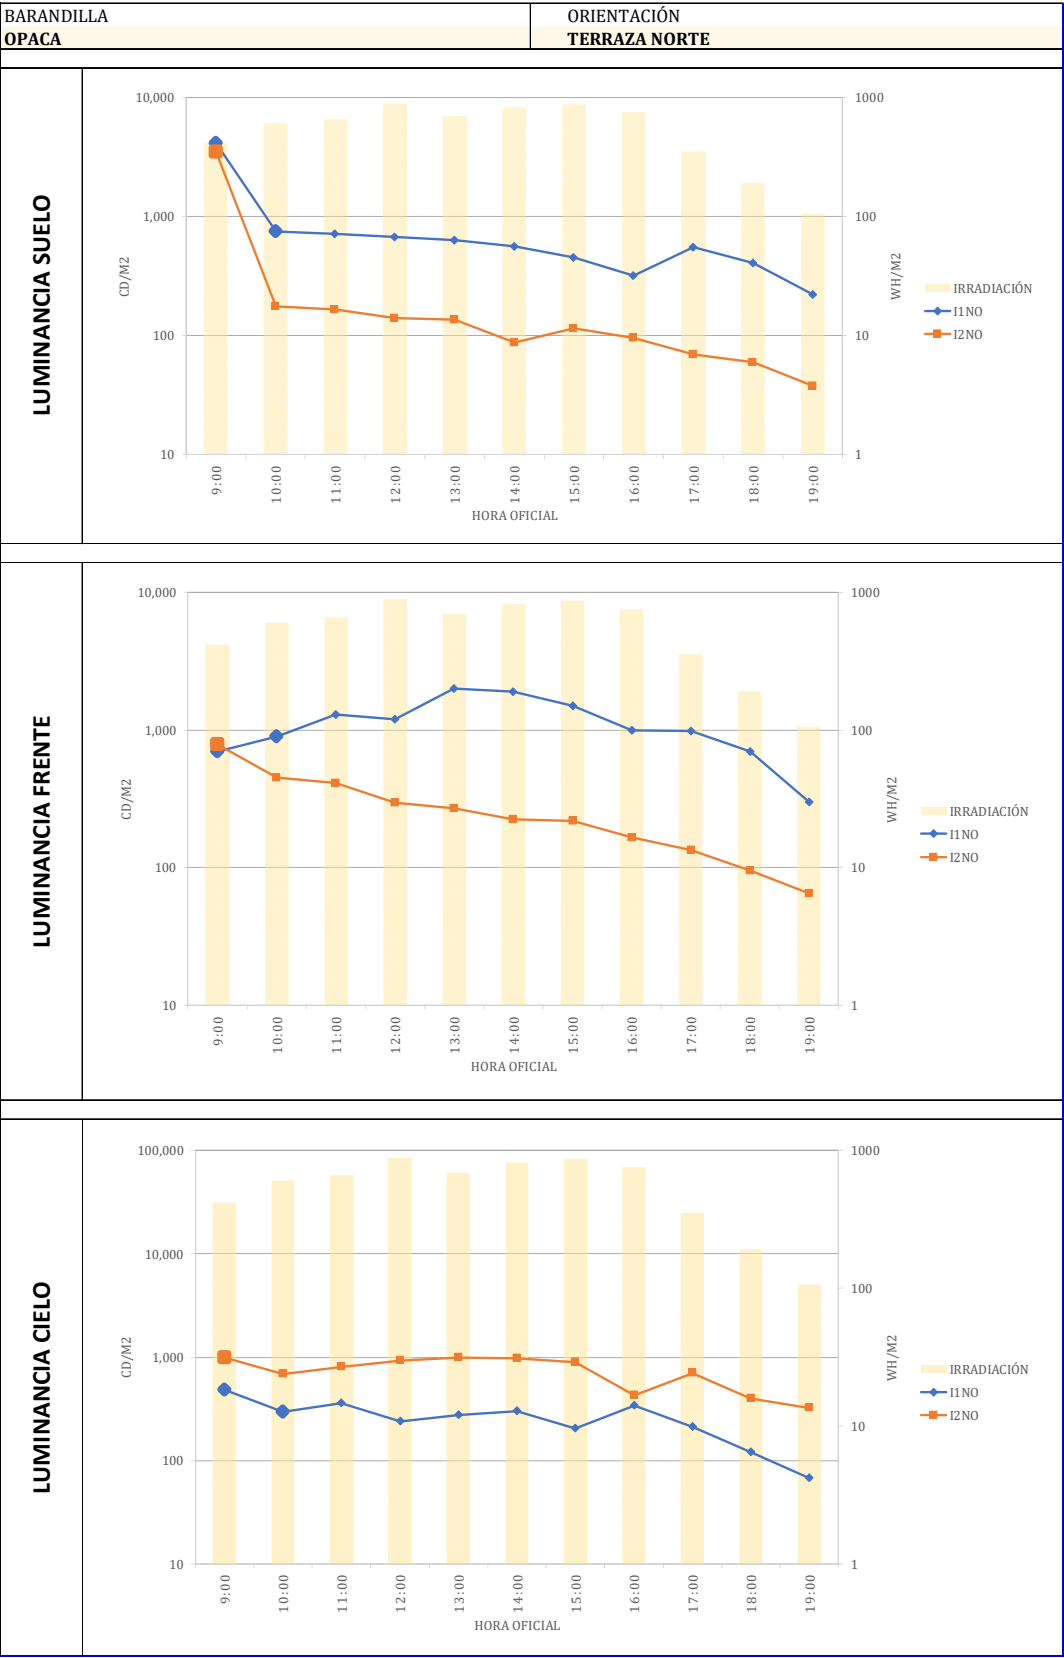 BARANDILLA
ORIENTACIÓN
OPACA
TERRAZA NORTE
LUMINANCIA SUELO
10,000
1,000
100
10
CD/M2
1000
100
10
1
WH/M2
9:00
10:00
11:00
12:00
13:00
14:00
15:00
16:00
17:00
18:00
19:00
HORA OFICIAL
IRRADIACIÓN
I1NO
I2NO
LUMINANCIA FRENTE
10,000
1,000
100
10
CD/M2
1000
100
10
1
WH/M2
9:00
10:00
11:00
12:00
13:00
14:00
15:00
16:00
17:00
18:00
19:00
HORA OFICIAL
IRRADIACIÓN
I1NO
I2NO
LUMINANCIA CIELO
100,000
10,000
1,000
100
10
CD/M2
1000
100
10
1
WH/M2
9:00
10:00
11:00
12:00
13:00
14:00
15:00
16:00
17:00
18:00
19:00
HORA OFICIAL
IRRADIACIÓN
I1NO
I2NO